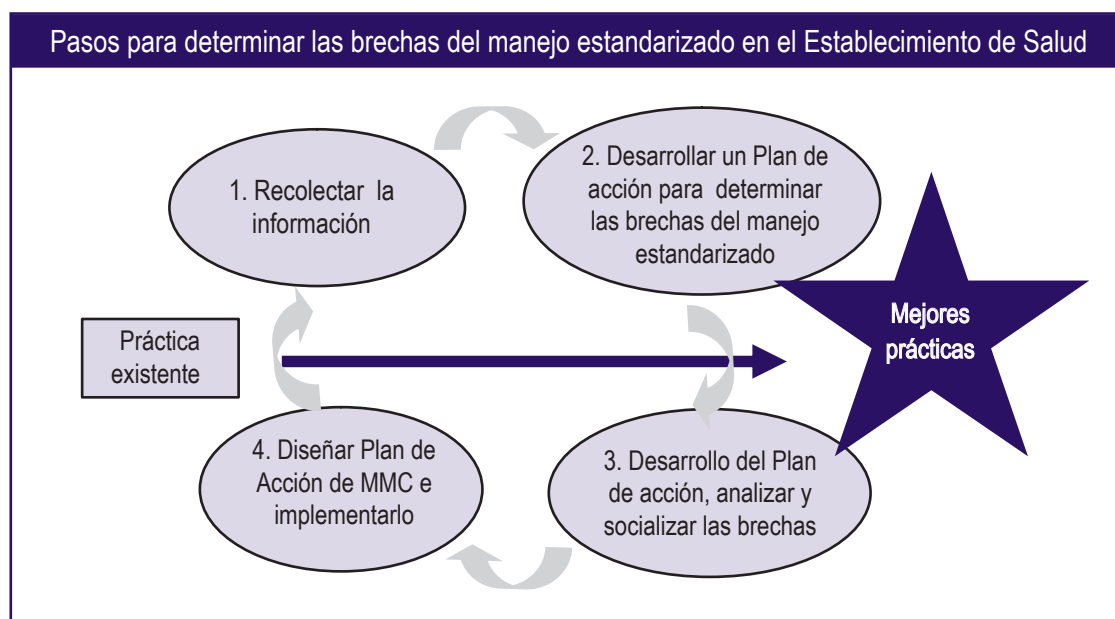 Pasos para determinar las brechas del manejo estandarizado en el Establecimiento de Salud
1. Recolectar la
información
2. Desarrollar un Plan de
acción para determinar
las brechas del manejo
estandarizado
Mejores
prácticas
Práctica
existente
4. Diseñar Plan de
Acción de MMC e
implementarlo
3. Desarrollo del Plan
de acción, analizar y
socializar las brechas